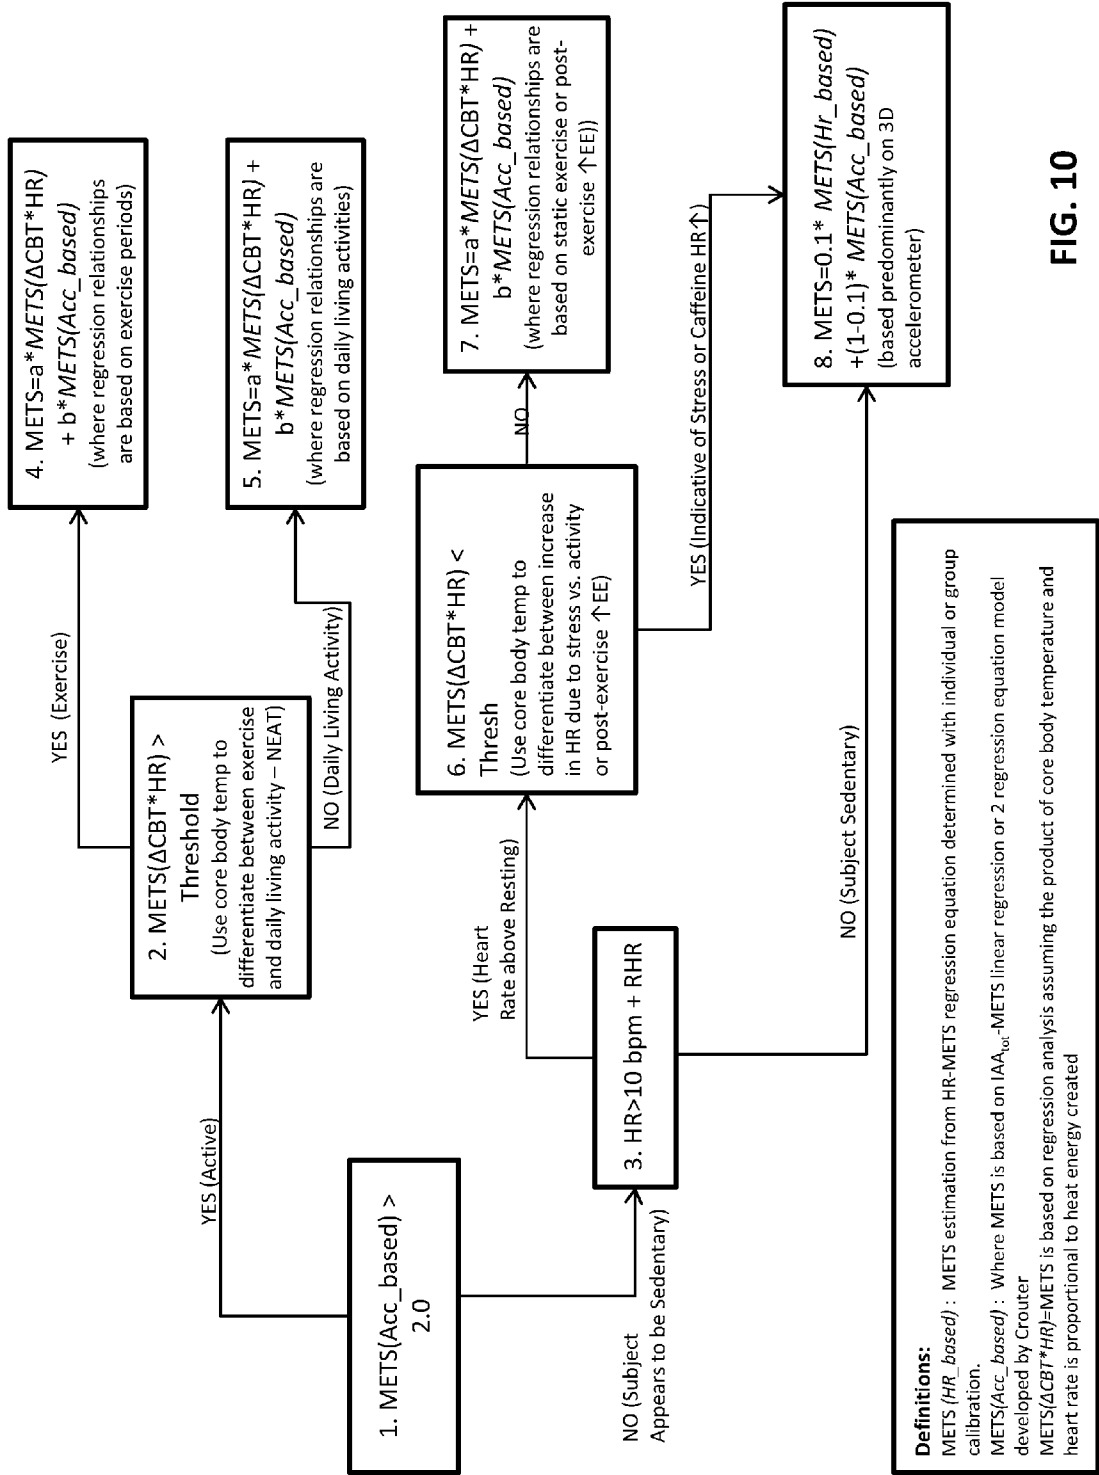 1. METS(Acc_based) >
2.0
YES (Active)
NO (Subject
Appears to be Sedentary)
2. METS(ΔCBT*HR) >
Threshold
(Use core body temp to
differentiate between exercise
and daily living activity – NEAT)
YES (Exercise)
NO (Daily Living Activity)
3. HR>10 bpm + RHR
YES (Heart
Rate above Resting)
NO (Subject Sedentary)
4. METS=a*METS(ΔCBT*HR)
+ b*METS(Acc_based)
(where regression relationships
are based on exercise periods)
5. METS=a*METS(ΔCBT*HR) +
b*METS(Acc_based)
(where regression relationships are
based on daily living activities)
6. METS(ΔCBT*HR) <
Thresh
(Use core body temp to
differentiate between increase
in HR due to stress vs. activity
or post-exercise ↑EE)
NO
YES (Indicative of Stress or Caffeine HR↑)
7. METS=a*METS(ΔCBT*HR) +
b*METS(Acc_based)
(where regression relationships are
based on static exercise or post-
exercise ↑EE))
8. METS=0.1* METS(Hr_based)
+(1-0.1)* METS(Acc_based)
(based predominantly on 3D
accelerometer)
Definitions:
METS (HR_based) : METS estimation from HR-METS regression equation determined with individual or group
calibration.
METS(Acc_based) : Where METS is based on IAAtot-METS linear regression or 2 regression equation model
developed by Crouter
METS(ΔCBT*HR)=METS is based on regression analysis assuming the product of core body temperature and
heart rate is proportional to heat energy created
FIG. 10